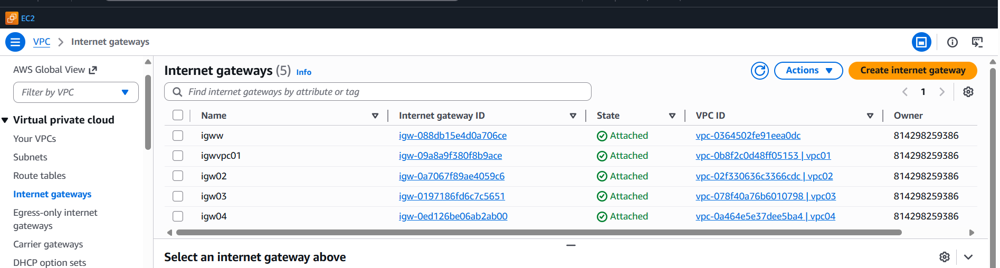 EC2
VPC > Internet gateways
AWS Global View
Filter by VPC
Virtual private cloud
Your VPCs
Subnets
Route tables
Internet gateways
Egress-only internet
gateways
Carrier gateways
DHCP option sets
Internet gateways (5) Info
Actions
Create internet gateway
Find internet gateways by attribute or tag
1
Name Internet gateway ID State VPC ID Owner
igww igw-088db15e4d0a706ce Attached vpc-0364502fe91eea0dc 814298259386
igwvpc01 igw-09a8a9f380f8b9ace Attached vpc-0b8f2c0d48ff05153 | vpc01 814298259386
igw02 igw-0a7067f89ae4059c6 Attached vpc-02f330636c3366cdc | vpc02 814298259386
igw03 igw-0197186fd6c7c5651 Attached vpc-078f40a76b6010798 | vpc03 814298259386
igw04 igw-0ed126be06ab2ab00 Attached vpc-0a464e5e37dee5ba4 | vpc04 814298259386
Select an internet gateway above